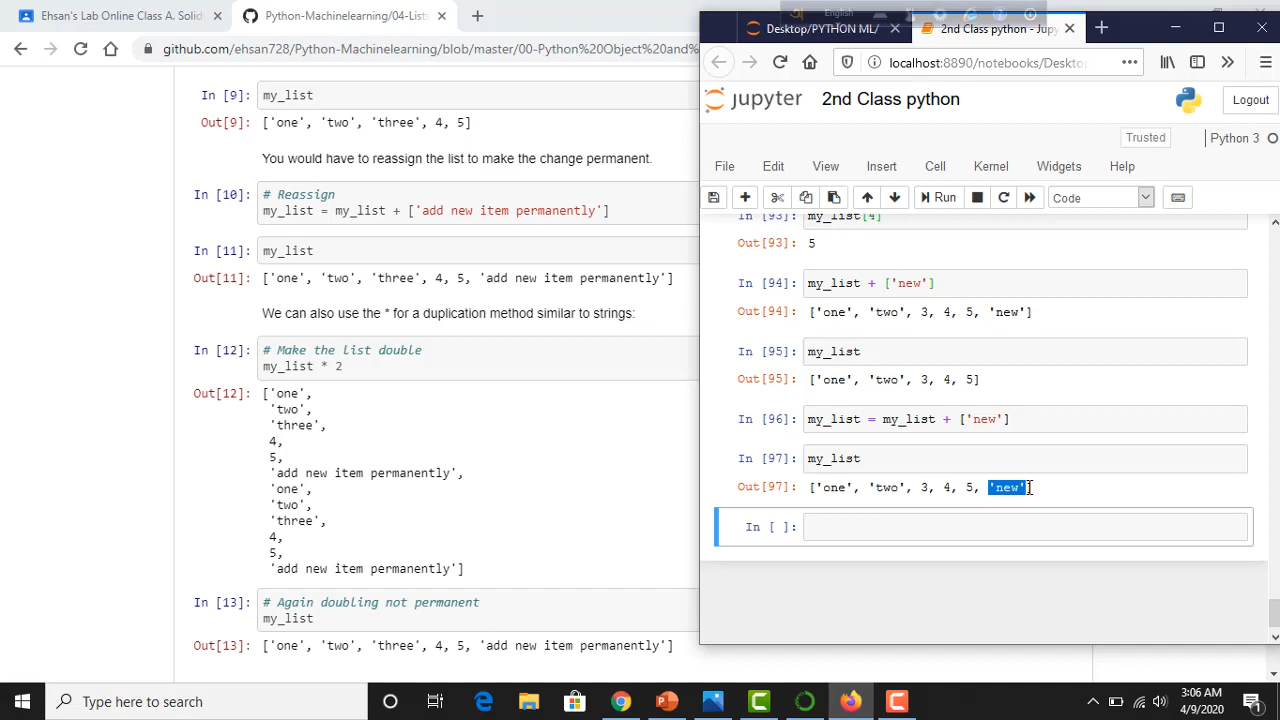 Ehsan's Lab Online Class A. Solid
Python-Machinelearning/04-Lists
github.com/ehsan728/Python-Machinelearning/blob/master/00-Python%20Object%20and%
In [9]: my_list
Out[9]: ['one', 'two', 'three', 4, 5]
You would have to reassign the list to make the change permanent.
In [10]: # Reassign
my_list = my_list + ['add new item permanently']
In [11]: my_list
Out[11]: ['one', 'two', 'three', 4, 5, 'add new item permanently']
We can also use the * for a duplication method similar to strings:
In [12]: # Make the list double
my_list * 2
Out[12]: ['one',
'two',
'three',
4,
5,
'add new item permanently',
'one',
'two',
'three',
4,
5,
'add new item permanently']
In [13]: # Again doubling not permanent
my_list
Out[13]: ['one', 'two', 'three', 4, 5, 'add new item permanently']
English
Desktop/PYTHON ML/
2nd Class python - Jupy
localhost:8890/notebooks/Deskto
jupyter 2nd Class python
Logout
Trusted
Python 3
File Edit View Insert Cell Kernel Widgets Help
Run
Code
In [93]: my_list[4]
Out[93]: 5
In [94]: my_list + ['new']
Out[94]: ['one', 'two', 3, 4, 5, 'new']
In [95]: my_list
Out[95]: ['one', 'two', 3, 4, 5]
In [96]: my_list = my_list + ['new']
In [97]: my_list
Out[97]: ['one', 'two', 3, 4, 5, 'new']
In [ ]:
Type here to search
3:06 AM
4/9/2020
1